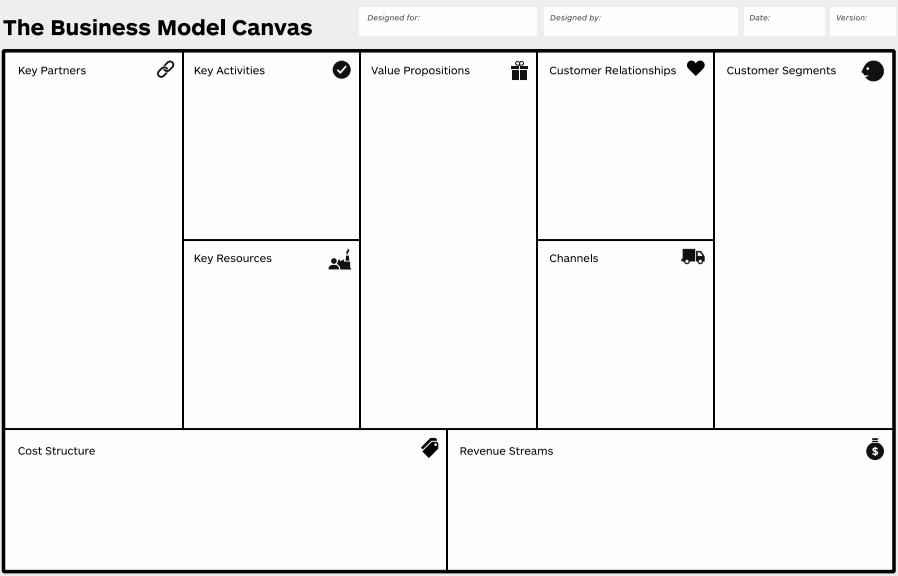 The Business Model Canvas
Designed for:
Designed by:
Date:
Version:
Key Partners
Key Activities
Value Propositions
Customer Relationships
Customer Segments
Key Resources
Channels
Cost Structure
Revenue Streams
$